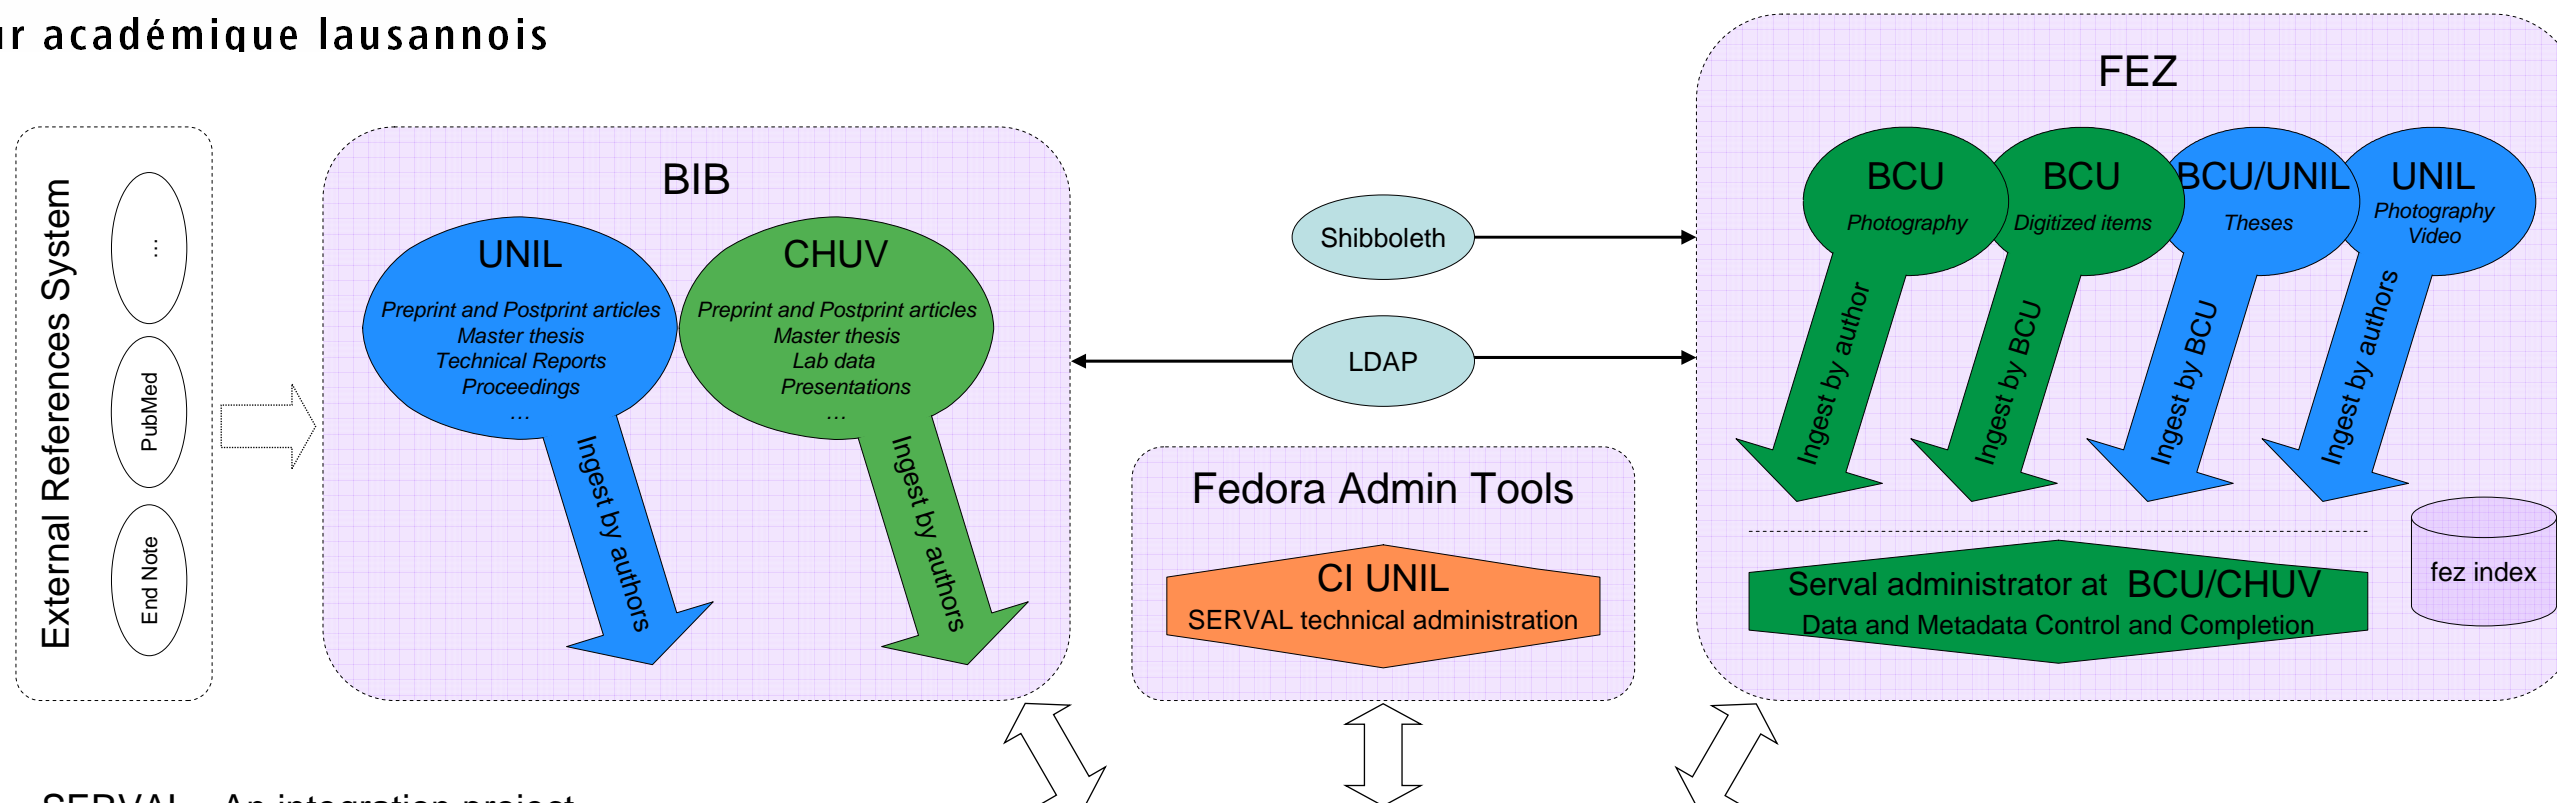 académique lausannois
External References System
…
PubMed
End Note
BIB
UNIL
Preprint and Postprint articles
Master thesis
Technical Reports
Proceedings
…
Ingest by authors
CHUV
Preprint and Postprint articles
Master thesis
Lab data
Presentations
…
Ingest by authors
Shibboleth
LDAP
Fedora Admin Tools
CI UNIL
SERVAL technical administration
FEZ
BCU
Photography
Ingest by author
BCU
Digitized items
Ingest by BCU
BCU/UNIL
Theses
Ingest by BCU
UNIL
Photography
Video
Ingest by authors
Serval administrator at BCU/CHUV
Data and Metadata Control and Completion
fez index
SERVAL – An integration project